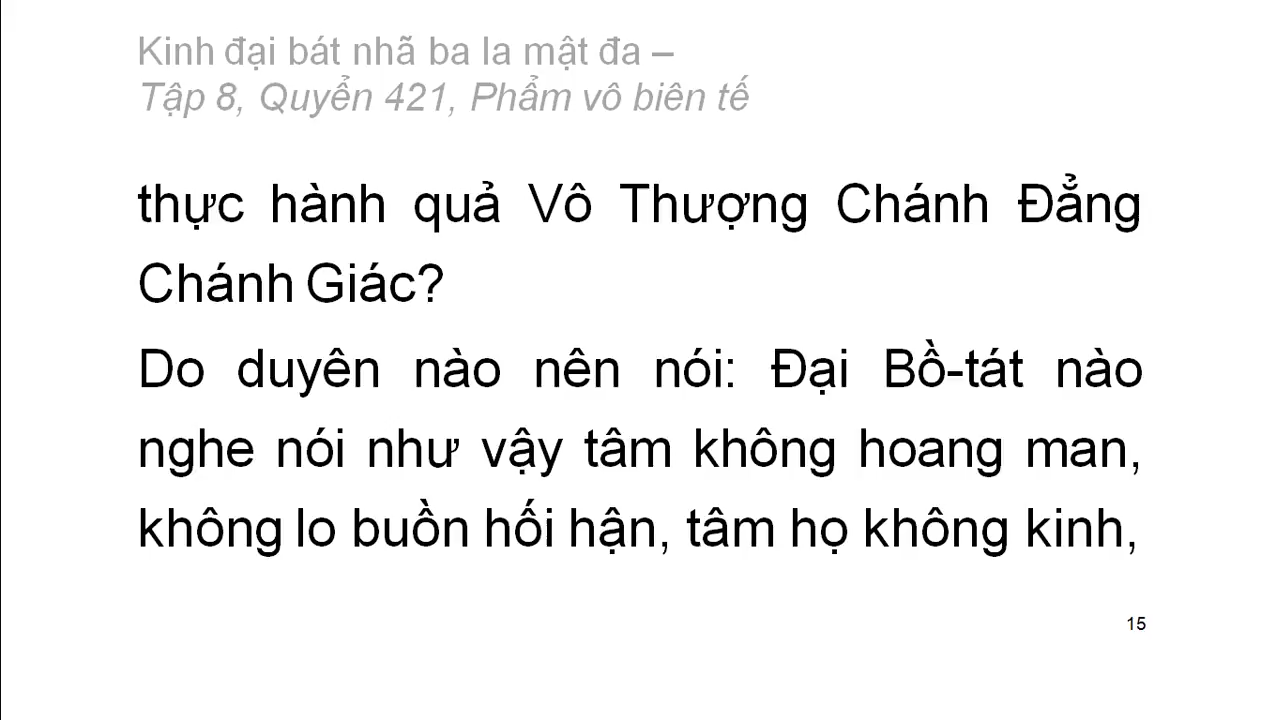 Kinh đại bát nhã ba la mật đa –
Tập 8, Quyển 421, Phẩm vô biên tế
thực hành quả Vô Thượng Chánh Đẳng
Chánh Giác?
Do duyên nào nên nói: Đại Bồ-tát nào
nghe nói như vậy tâm không hoang man,
không lo buồn hối hận, tâm họ không kinh,
15